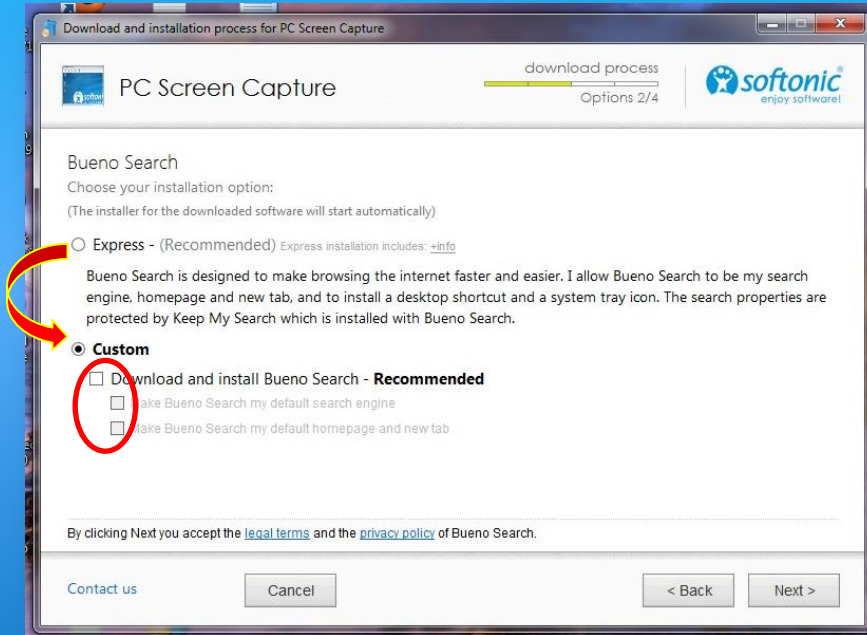 Download and installation process for PC Screen Capture
PC Screen Capture
download process
Options 2/4
softonic
enjoy software!
Bueno Search
Choose your installation option:
(The installer for the downloaded software will start automatically)
Express - (Recommended) Express installation includes: +info
Bueno Search is designed to make browsing the internet faster and easier. I allow Bueno Search to be my search
engine, homepage and new tab, and to install a desktop shortcut and a system tray icon. The search properties are
protected by Keep My Search which is installed with Bueno Search.
Custom
Download and install Bueno Search - Recommended
Make Bueno Search my default search engine
Make Bueno Search my default homepage and new tab
By clicking Next you accept the legal terms and the privacy policy of Bueno Search.
Contact us
Cancel
< Back
Next >